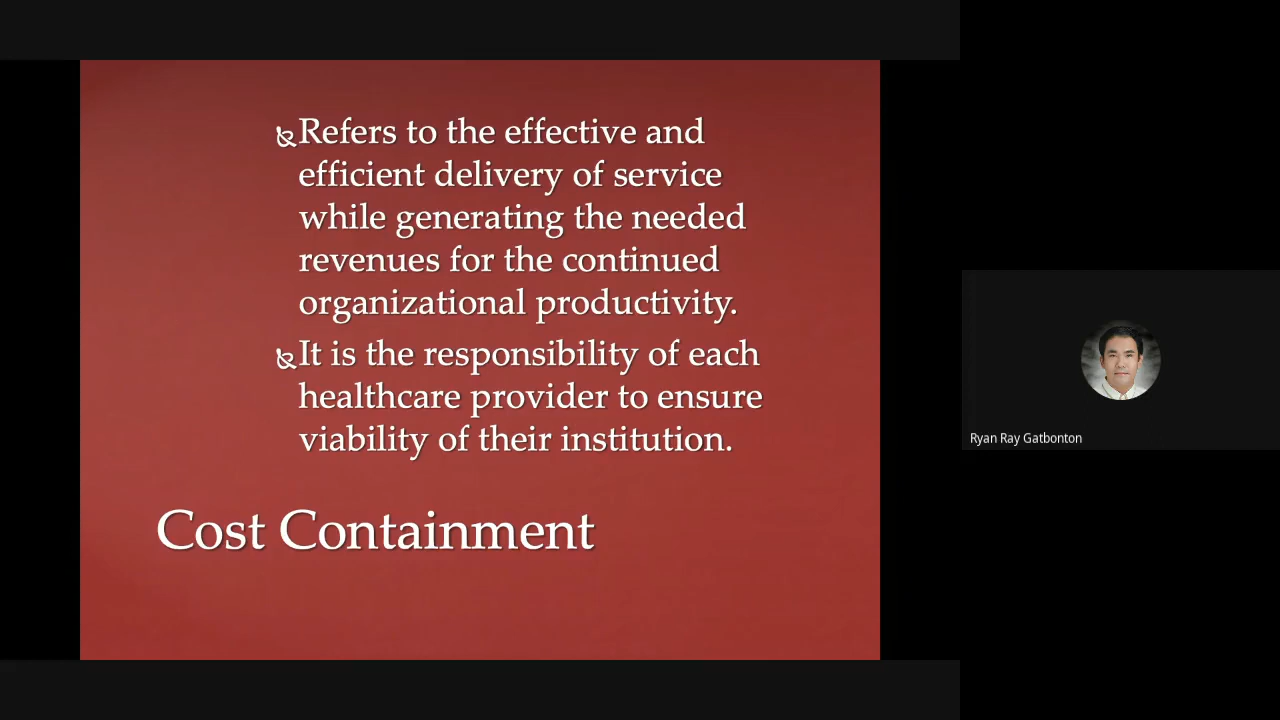 Refers to the effective and
efficient delivery of service
while generating the needed
revenues for the continued
organizational productivity.
It is the responsibility of each
healthcare provider to ensure
viability of their institution.
Cost Containment
Ryan Ray Gatbonton